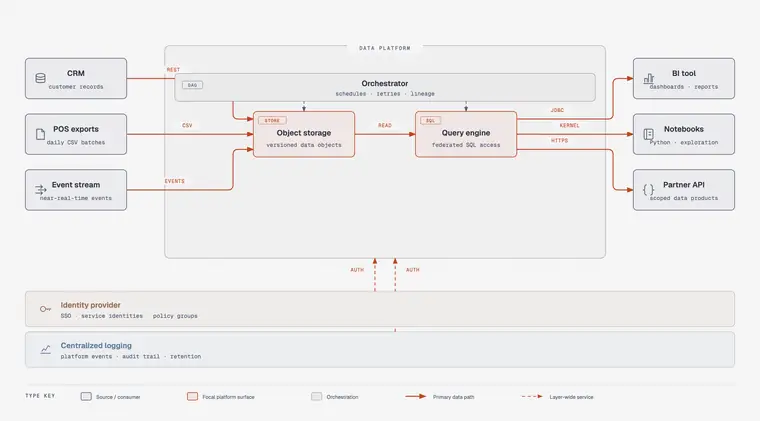 DATA PLATFORM
CRM
customer records
REST
DAG
Orchestrator
schedules · retries · lineage
BI tool
dashboards · reports
JDBC
POS exports
daily CSV batches
CSV
STORE
Object storage
versioned data objects
READ
SQL
Query engine
federated SQL access
KERNEL
Notebooks
Python · exploration
HTTPS
Event stream
near-real-time events
EVENTS
Partner API
scoped data products
AUTH
AUTH
Identity provider
SSO · service identities · policy groups
Centralized logging
platform events · audit trail · retention
TYPE KEY
Source / consumer
Focal platform surface
Orchestration
Primary data path
Layer-wide service